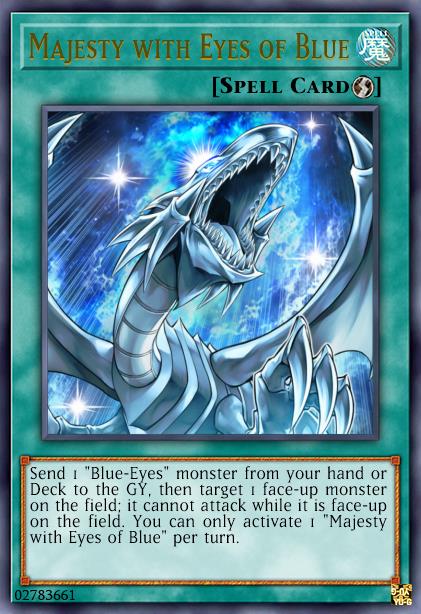 Majesty with Eyes of Blue
SPELL
魔
[Spell Card]
Send 1 "Blue-Eyes" monster from your hand or
Deck to the GY, then target 1 face-up monster
on the field; it cannot attack while it is face-up
on the field. You can only activate 1 "Majesty
with Eyes of Blue" per turn.
02783661